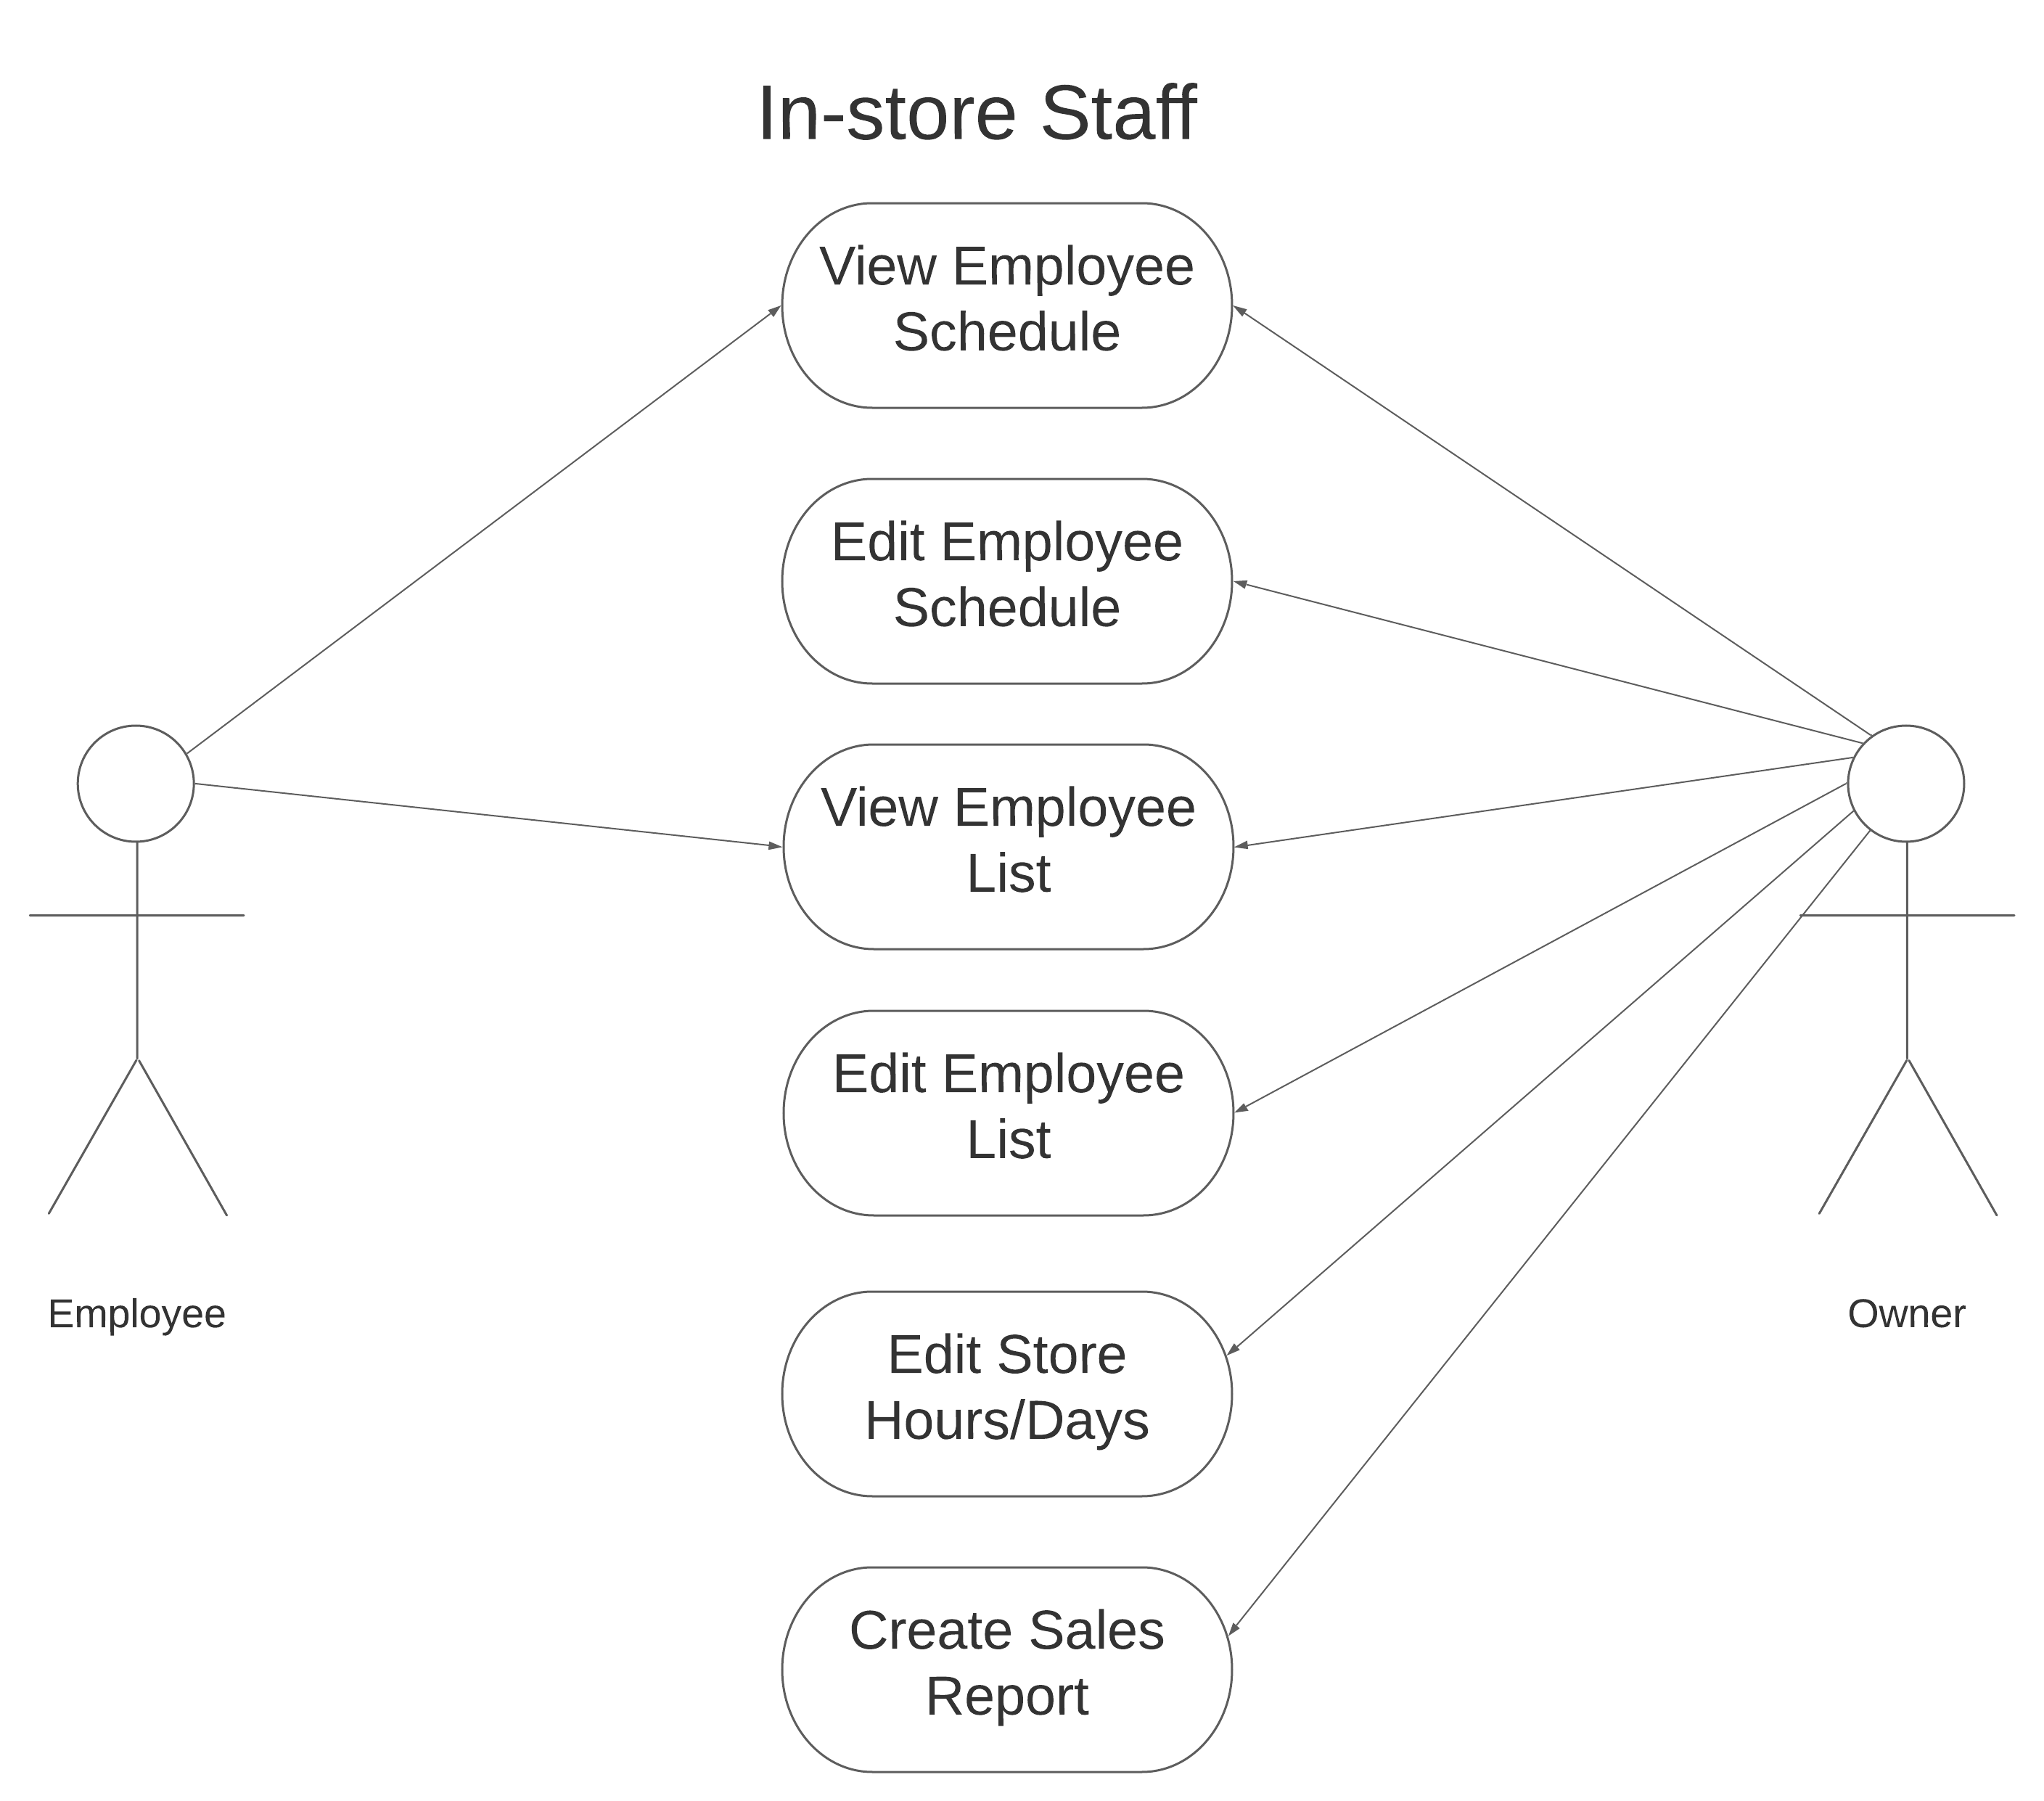 In-store Staff
View Employee
Schedule
Edit Employee
Schedule
View Employee
List
Edit Employee
List
Employee
Owner
Edit Store
Hours/Days
Create Sales
Report